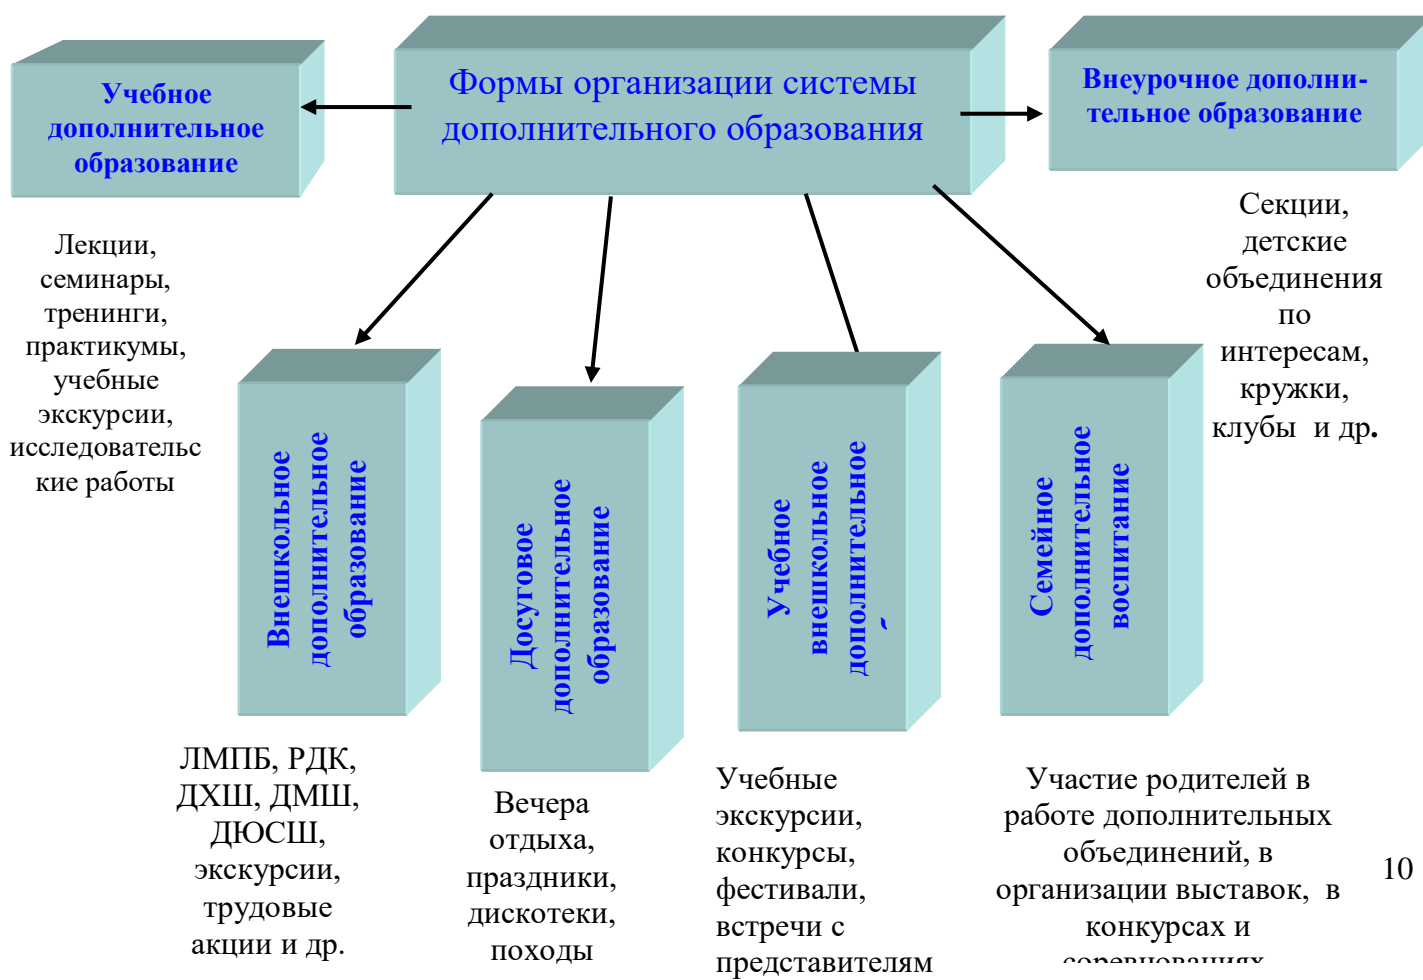 Формы организации системы
дополнительного образования
Учебное
дополнительное
образование
Внеурочное дополни-
тельное образование
Лекции,
семинары,
тренинги,
практикумы,
учебные
экскурсии,
исследовательс
кие работы
Секции,
детские
объединения
по
интересам,
кружки,
клубы и др.
Внешкольное
дополнительное
образование
Досуговое
дополнительное
образование
Учебное
внешкольное
дополнительное
Семейное
дополнительное
воспитание
ЛМПБ, РДК,
ДХШ, ДМШ,
ДЮСШ,
экскурсии,
трудовые
акции и др.
Вечера
отдыха,
праздники,
дискотеки,
походы
Учебные
экскурсии,
конкурсы,
фестивали,
встречи с
представителям
Участие родителей в
работе дополнительных
объединений, в
организации выставок, в
конкурсах и
соревнованиях
10